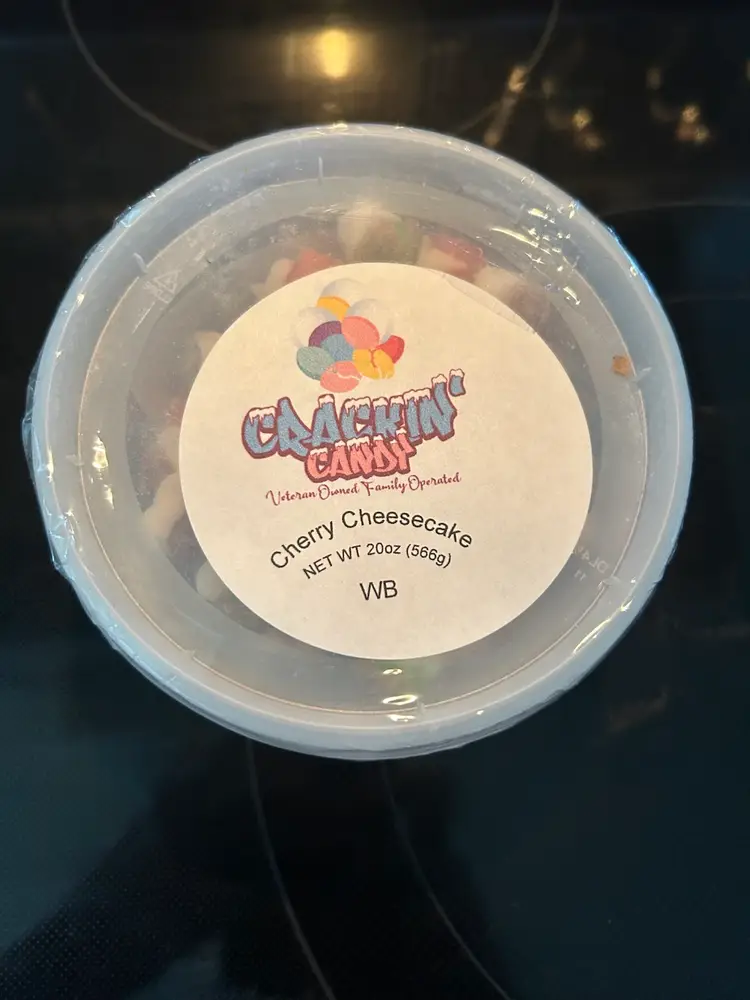 CRACKIN'
CANDY
Veteran Owned Family Operated
Cherry Cheesecake
NET WT 20oz (566g)
WB